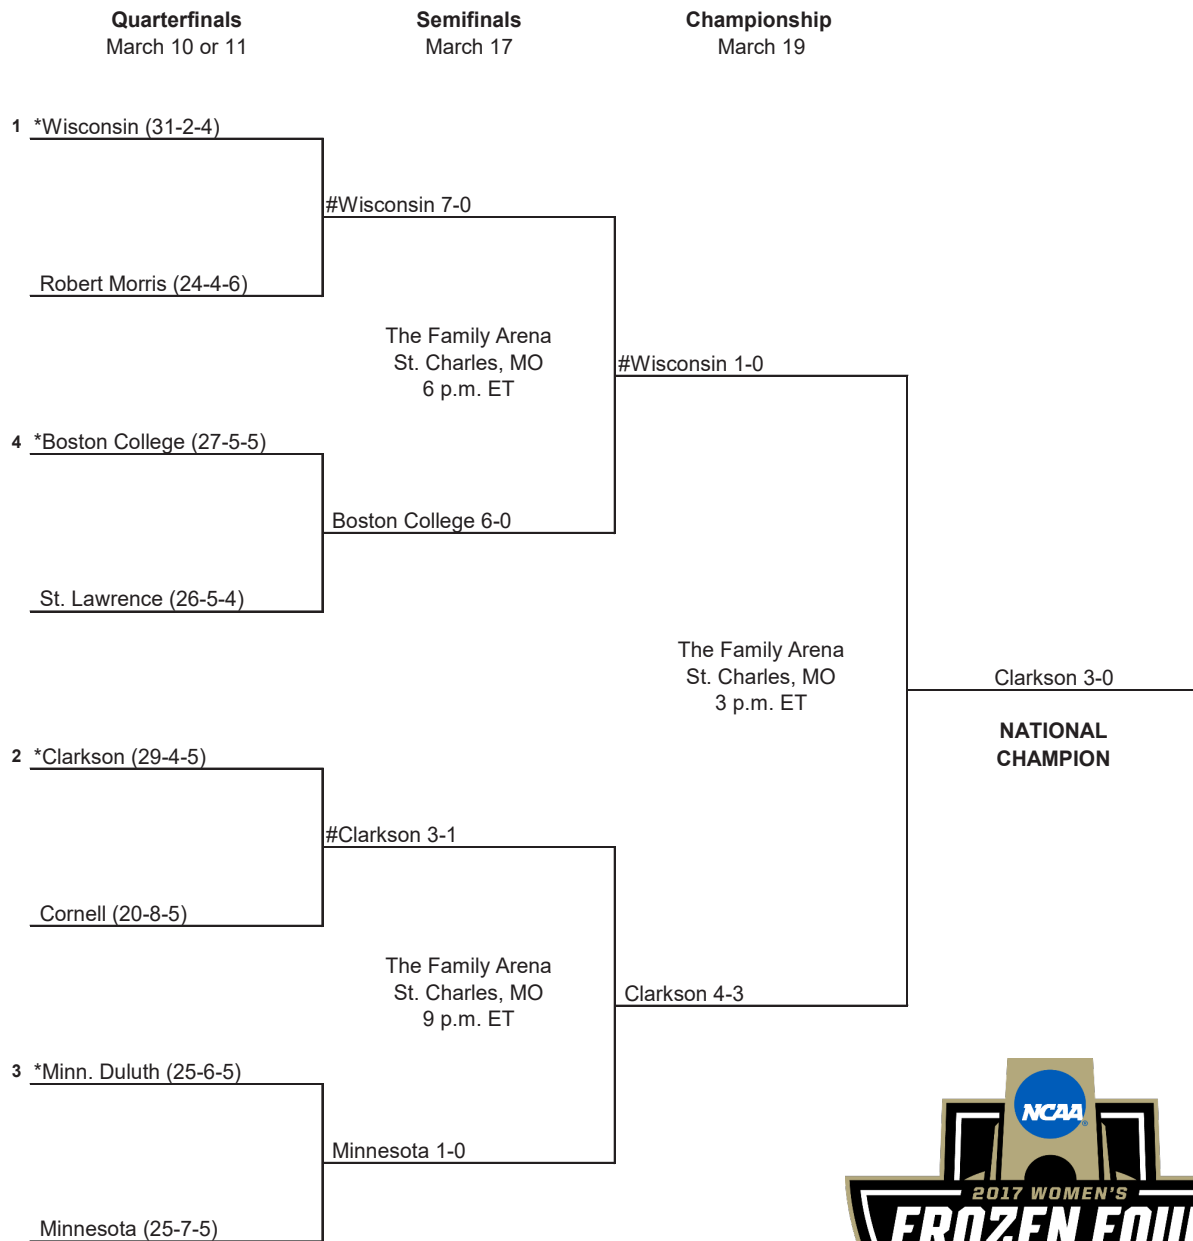 Quarterfinals
March 10 or 11
Semifinals
March 17
Championship
March 19
1 *Wisconsin (31-2-4)
#Wisconsin 7-0
Robert Morris (24-4-6)
The Family Arena
St. Charles, MO
6 p.m. ET
#Wisconsin 1-0
4 *Boston College (27-5-5)
Boston College 6-0
St. Lawrence (26-5-4)
The Family Arena
St. Charles, MO
3 p.m. ET
Clarkson 3-0
NATIONAL
CHAMPION
2 *Clarkson (29-4-5)
#Clarkson 3-1
Cornell (20-8-5)
The Family Arena
St. Charles, MO
9 p.m. ET
Clarkson 4-3
3 *Minn. Duluth (25-6-5)
Minnesota 1-0
Minnesota (25-7-5)
NCAA
®
2017 WOMEN'S
FROZEN FOU